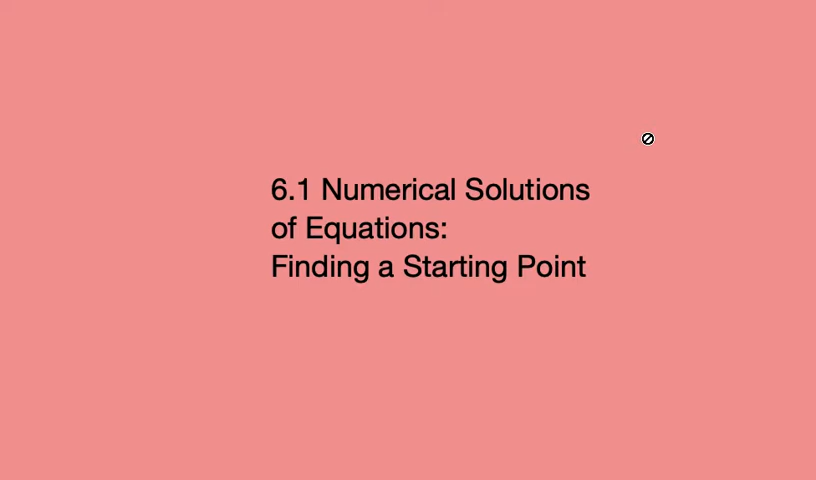 6.1 Numerical Solutions
of Equations:
Finding a Starting Point